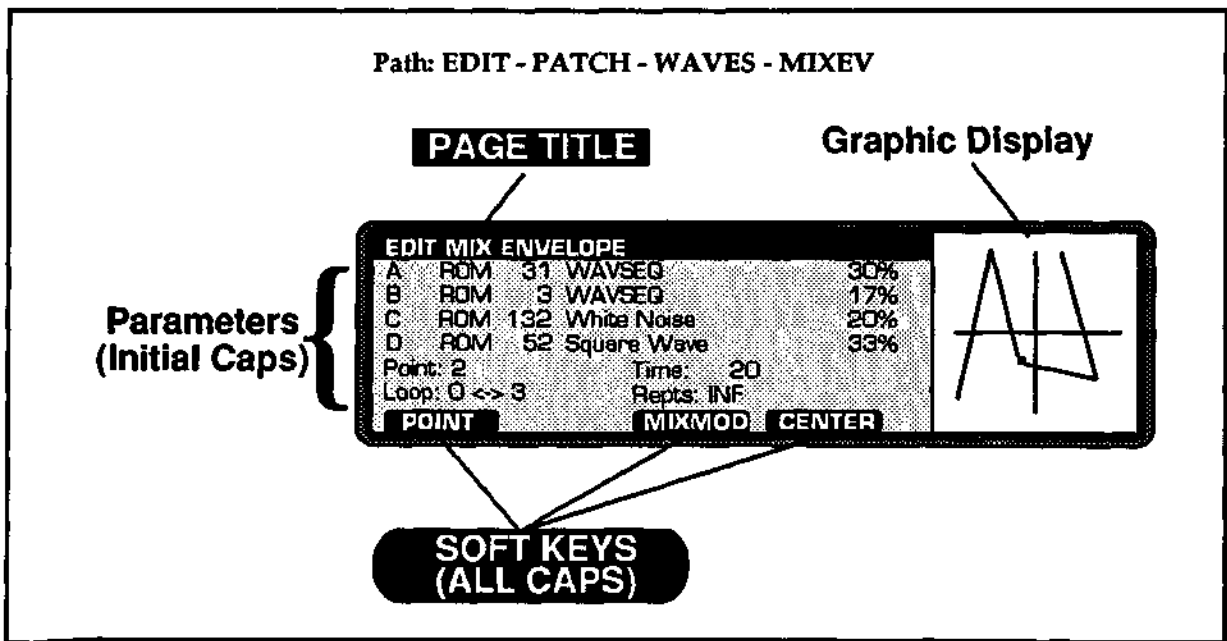 Path: EDIT - PATCH - WAVES - MIXEV
PAGE TITLE
Graphic Display
EDIT MIX ENVELOPE
A ROM 31 WAVSEQ 30%
B ROM 3 WAVSEQ 17%
C ROM 132 White Noise 20%
D ROM 52 Square Wave 33%
Point: 2 Time: 20
Loop: 0 <-> 3 Repts: INF
POINT MIXMOD CENTER
Parameters
(Initial Caps)
SOFT KEYS
(ALL CAPS)